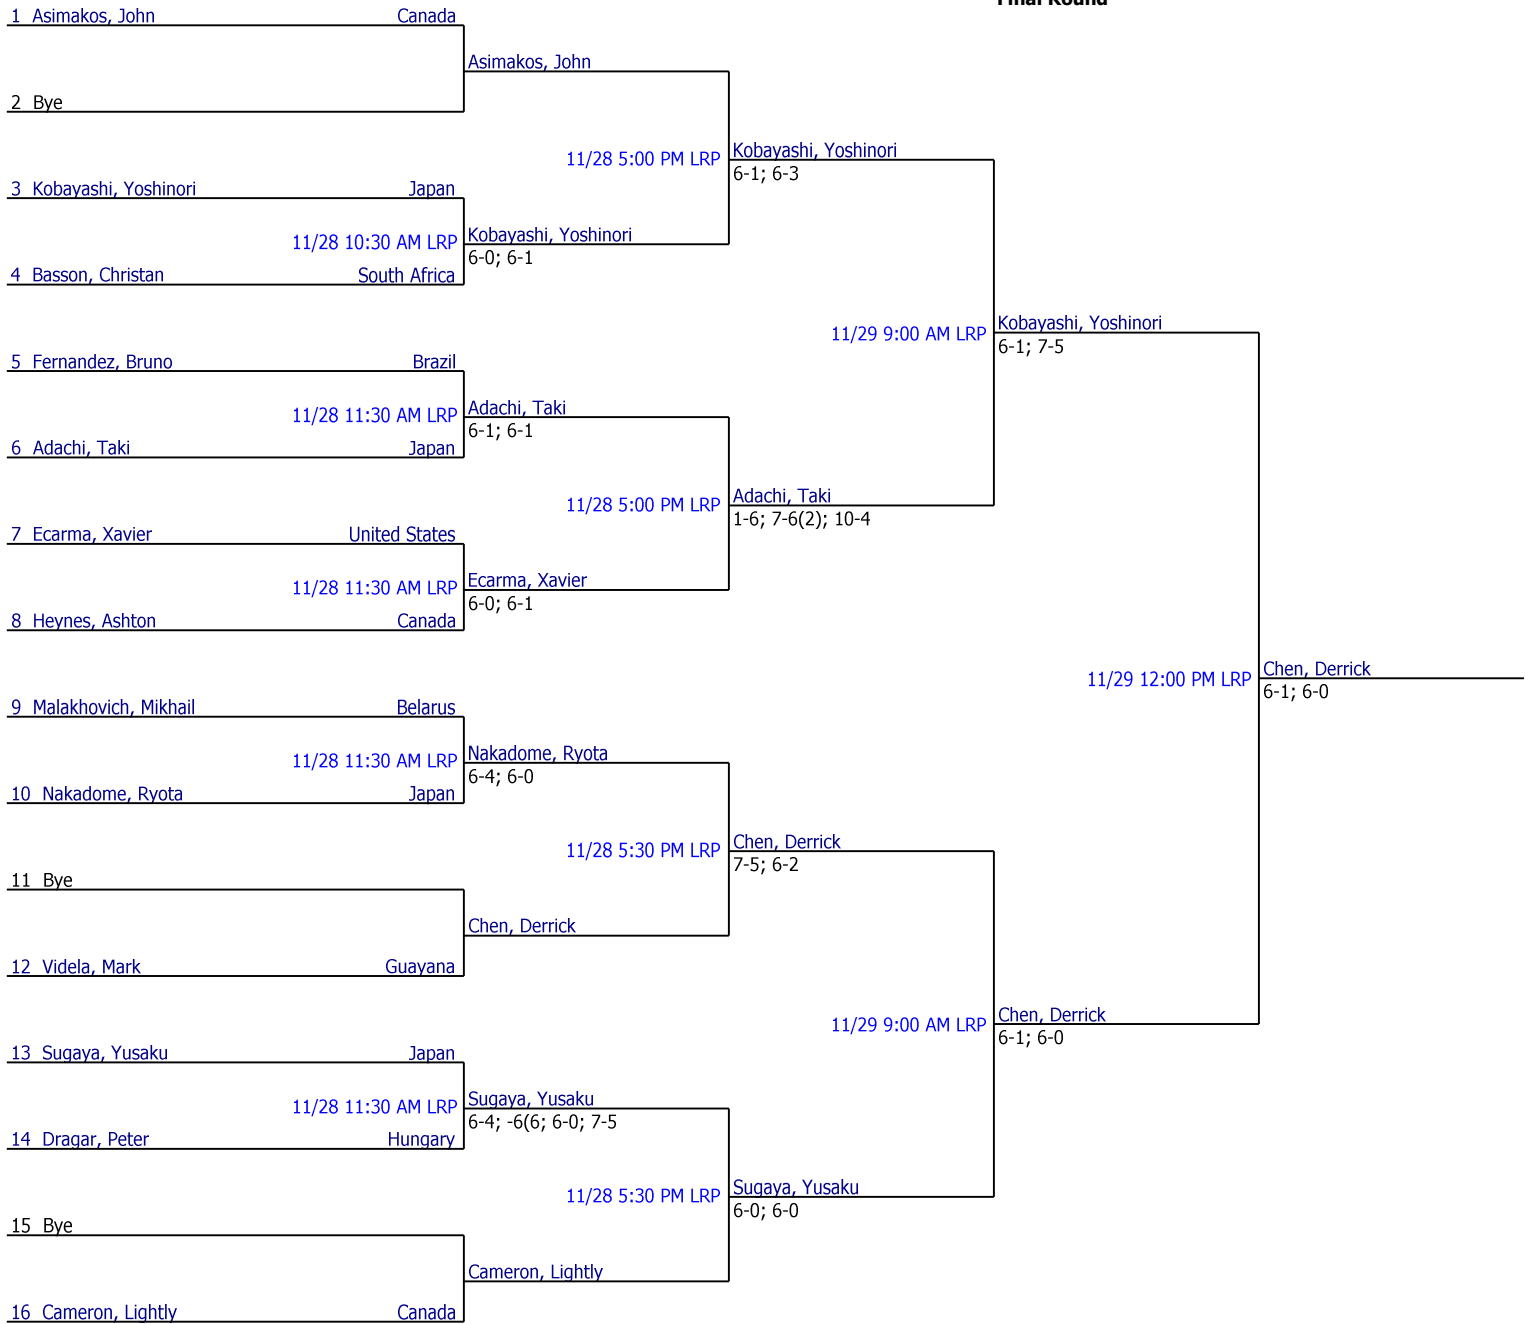 Final Round
1 Asimakos, John Canada
Asimakos, John
2 Bye
11/28 5:00 PM LRP Kobayashi, Yoshinori
6-1; 6-3
3 Kobayashi, Yoshinori Japan
11/28 10:30 AM LRP Kobayashi, Yoshinori
6-0; 6-1
4 Basson, Christan South Africa
11/29 9:00 AM LRP Kobayashi, Yoshinori
6-1; 7-5
5 Fernandez, Bruno Brazil
11/28 11:30 AM LRP Adachi, Taki
6-1; 6-1
6 Adachi, Taki Japan
11/28 5:00 PM LRP Adachi, Taki
1-6; 7-6(2); 10-4
7 Ecarma, Xavier United States
11/28 11:30 AM LRP Ecarma, Xavier
6-0; 6-1
8 Heynes, Ashton Canada
11/29 12:00 PM LRP Chen, Derrick
6-1; 6-0
9 Malakhovich, Mikhail Belarus
11/28 11:30 AM LRP Nakadome, Ryota
6-4; 6-0
10 Nakadome, Ryota Japan
11/28 5:30 PM LRP Chen, Derrick
7-5; 6-2
11 Bye
Chen, Derrick
12 Videla, Mark Guayana
11/29 9:00 AM LRP Chen, Derrick
6-1; 6-0
13 Sugaya, Yusaku Japan
11/28 11:30 AM LRP Sugaya, Yusaku
6-4; -6(6; 6-0; 7-5
14 Dragar, Peter Hungary
11/28 5:30 PM LRP Sugaya, Yusaku
6-0; 6-0
15 Bye
Cameron, Lightly
16 Cameron, Lightly Canada